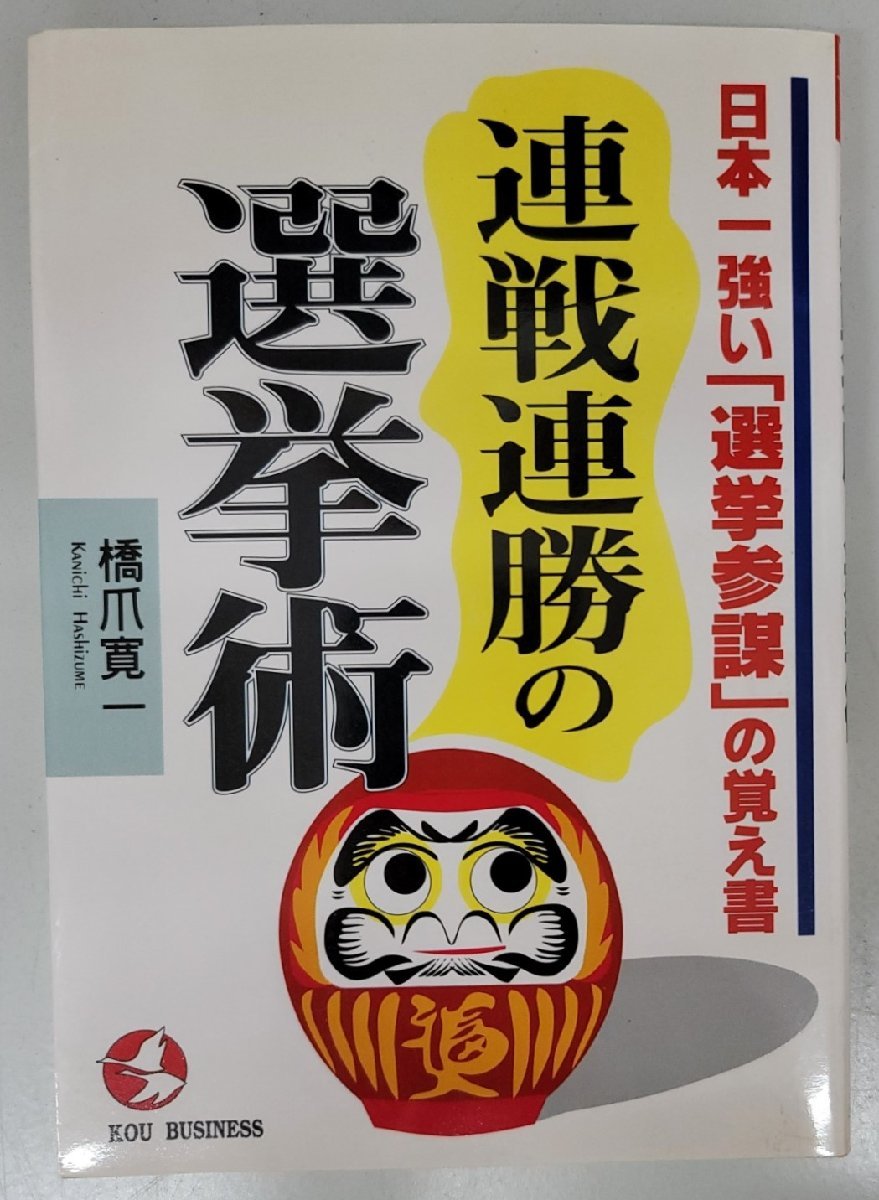 日本一強い「選挙参謀」の覚え書
連戦連勝の
選挙術
橋爪寛一
KANICHI HASHIZUME
福
KOU BUSINESS